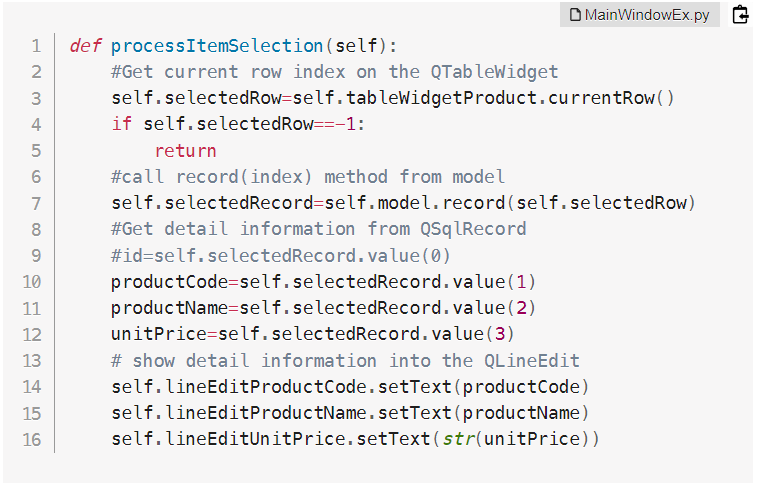 MainWindowEx.py
1 def processItemSelection(self):
2     #Get current row index on the QTableWidget
3     self.selectedRow=self.tableWidgetProduct.currentRow()
4     if self.selectedRow==-1:
5         return
6     #call record(index) method from model
7     self.selectedRecord=self.model.record(self.selectedRow)
8     #Get detail information from QSqlRecord
9     #id=self.selectedRecord.value(0)
10     productCode=self.selectedRecord.value(1)
11     productName=self.selectedRecord.value(2)
12     unitPrice=self.selectedRecord.value(3)
13     # show detail information into the QLineEdit
14     self.lineEditProductCode.setText(productCode)
15     self.lineEditProductName.setText(productName)
16     self.lineEditUnitPrice.setText(str(unitPrice))